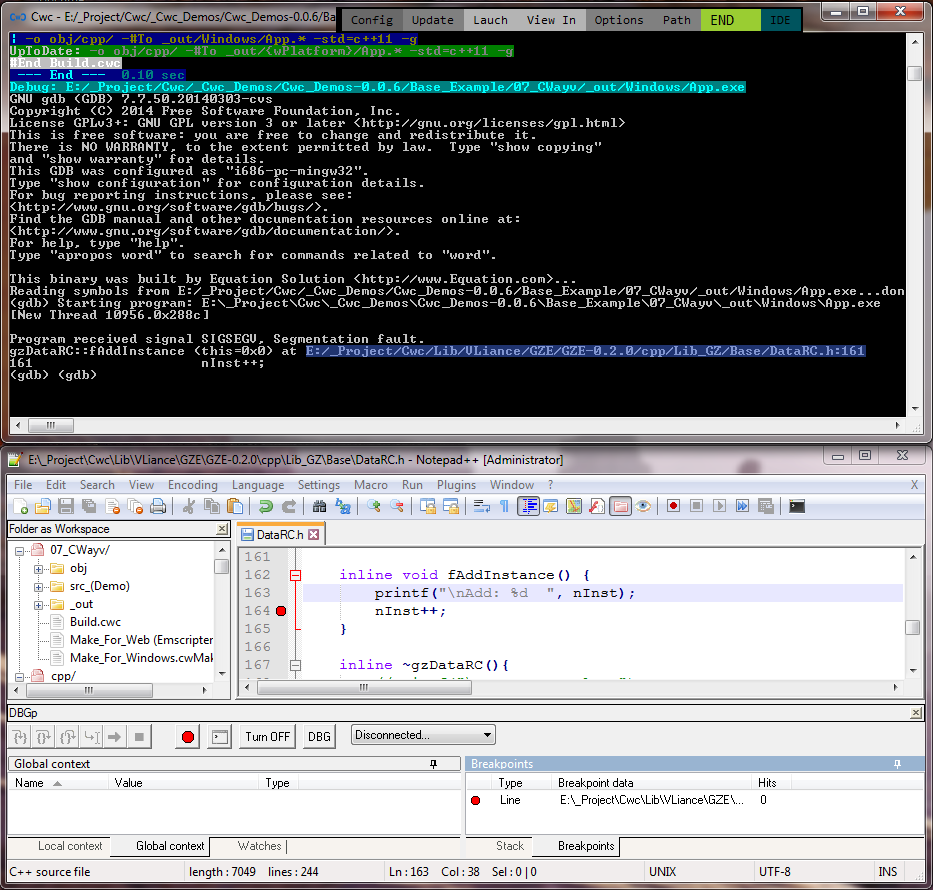 Cwc - E:/_Project/Cwc/_Cwc_Demos/Cwc_Demos-0.0.6/Ba
Config Update Lauch View In Options Path END IDE
| -o obj/cpp/ -#To _out/Windows/App.* -std=c++11 -g
UpToDate: -o obj/cpp/ -#To _out/{wPlatform}/App.* -std=c++11 -g
#End Build.cwc
--- End --- 0.10 sec
Debug: E:/_Project/Cwc/_Cwc_Demos/Cwc_Demos-0.0.6/Base_Example/07_CWayv/_out/Windows/App.exe
GNU gdb (GDB) 7.7.50.20140303-cvs
Copyright (C) 2014 Free Software Foundation, Inc.
License GPLv3+: GNU GPL version 3 or later <http://gnu.org/licenses/gpl.html>
This is free software: you are free to change and redistribute it.
There is NO WARRANTY, to the extent permitted by law.  Type "show copying"
and "show warranty" for details.
This GDB was configured as "i686-pc-mingw32".
Type "show configuration" for configuration details.
For bug reporting instructions, please see:
<http://www.gnu.org/software/gdb/bugs/>.
Find the GDB manual and other documentation resources online at:
<http://www.gnu.org/software/gdb/documentation/>.
For help, type "help".
Type "apropos word" to search for commands related to "word".
This binary was built by Equation Solution <http://www.Equation.com>...
Reading symbols from E:/_Project/Cwc/_Cwc_Demos/Cwc_Demos-0.0.6/Base_Example/07_CWayv/_out/Windows/App.exe...don
(gdb) Starting program: E:\_Project\Cwc\_Cwc_Demos\Cwc_Demos-0.0.6\Base_Example\07_CWayv\_out\Windows\App.exe
[New Thread 10956.0x288c]
Program received signal SIGSEGV, Segmentation fault.
gzDataRC::fAddInstance (this=0x0) at E:/_Project/Cwc/Lib/VLiance/GZE/GZE-0.2.0/cpp/Lib_GZ/Base/DataRC.h:161
161 nInst++;
(gdb) (gdb)
E:\_Project\Cwc\Lib\VLiance\GZE\GZE-0.2.0\cpp\Lib_GZ\Base\DataRC.h - Notepad++ [Administrator]
File Edit Search View Encoding Language Settings Macro Run Plugins Window ? X
Folder as Workspace
DataRC.h
07_CWayv/
obj
src_(Demo)
_out
Build.cwc
Make_For_Web (Emscripter
Make_For_Windows.cwMak
cpp/
161
162 inline void fAddInstance() {
163 printf("\nAdd: %d  ", nInst);
164 nInst++;
165 }
166
167 inline ~gzDataRC(){
DBGp
Turn OFF DBG Disconnected...
Global context
Breakpoints
Name Value Type
Type Breakpoint data Hits
Line E:\_Project\Cwc\Lib\VLiance\GZE\... 0
Local context Global context Watches
Stack Breakpoints
C++ source file length : 7049 lines : 244 Ln : 163 Col : 38 Sel : 0 | 0 UNIX UTF-8 INS